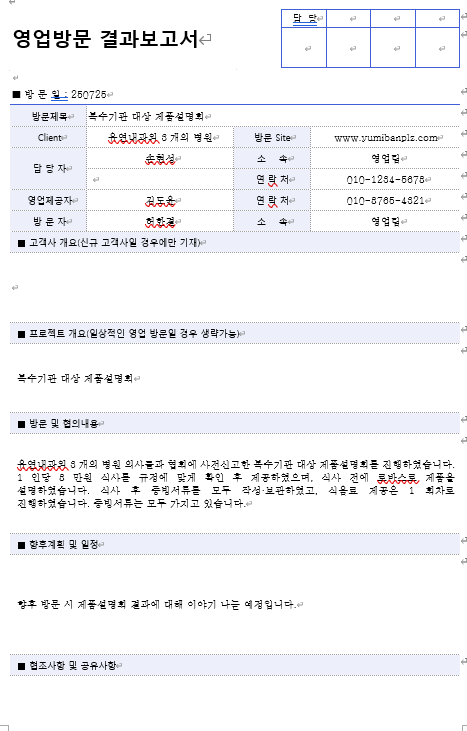 담 당
영업방문 결과보고서
■ 방 문 일 : 250725
방문제목 복수기관 대상 제품설명회
Client 유연내과외 8 개의 병원 방문 Site www.yumibanplz.com
담 당 자 손현성 소 속 영업팀
연 락 처 010-1234-5678
영업제공자 김도윤 연 락 처 010-8765-4321
방 문 자 허한결 소 속 영업팀
■ 고객사 개요(신규 고객사일 경우에만 기재)
■ 프로젝트 개요(일상적인 영업 방문일 경우 생략가능)
복수기관 대상 제품설명회
■ 방문 및 협의내용
유연내과외 8 개의 병원 의사들과 협회에 사전신고한 복수기관 대상 제품설명회를 진행하였습니다.
1 인당 8 만원 식사를 규정에 맞게 확인 후 제공하였으며, 식사 전에 로바스로 제품을
설명하였습니다. 식사 후 증빙서류를 모두 작성·보관하였고, 식음료 제공은 1 회차로
진행하였습니다. 증빙서류는 모두 가지고 있습니다.
■ 향후계획 및 일정
향후 방문 시 제품설명회 결과에 대해 이야기 나눌 예정입니다.
■ 협조사항 및 공유사항